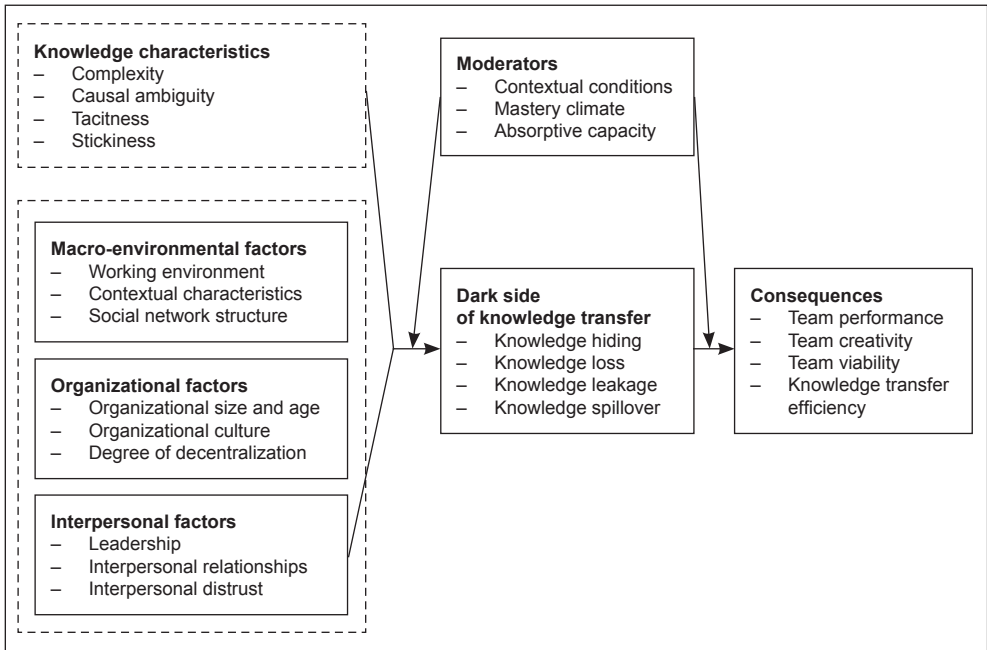 Knowledge characteristics
– Complexity
– Causal ambiguity
– Tacitness
– Stickiness
Macro-environmental factors
– Working environment
– Contextual characteristics
– Social network structure
Organizational factors
– Organizational size and age
– Organizational culture
– Degree of decentralization
Interpersonal factors
– Leadership
– Interpersonal relationships
– Interpersonal distrust
Moderators
– Contextual conditions
– Mastery climate
– Absorptive capacity
Dark side
of knowledge transfer
– Knowledge hiding
– Knowledge loss
– Knowledge leakage
– Knowledge spillover
Consequences
– Team performance
– Team creativity
– Team viability
– Knowledge transfer
efficiency